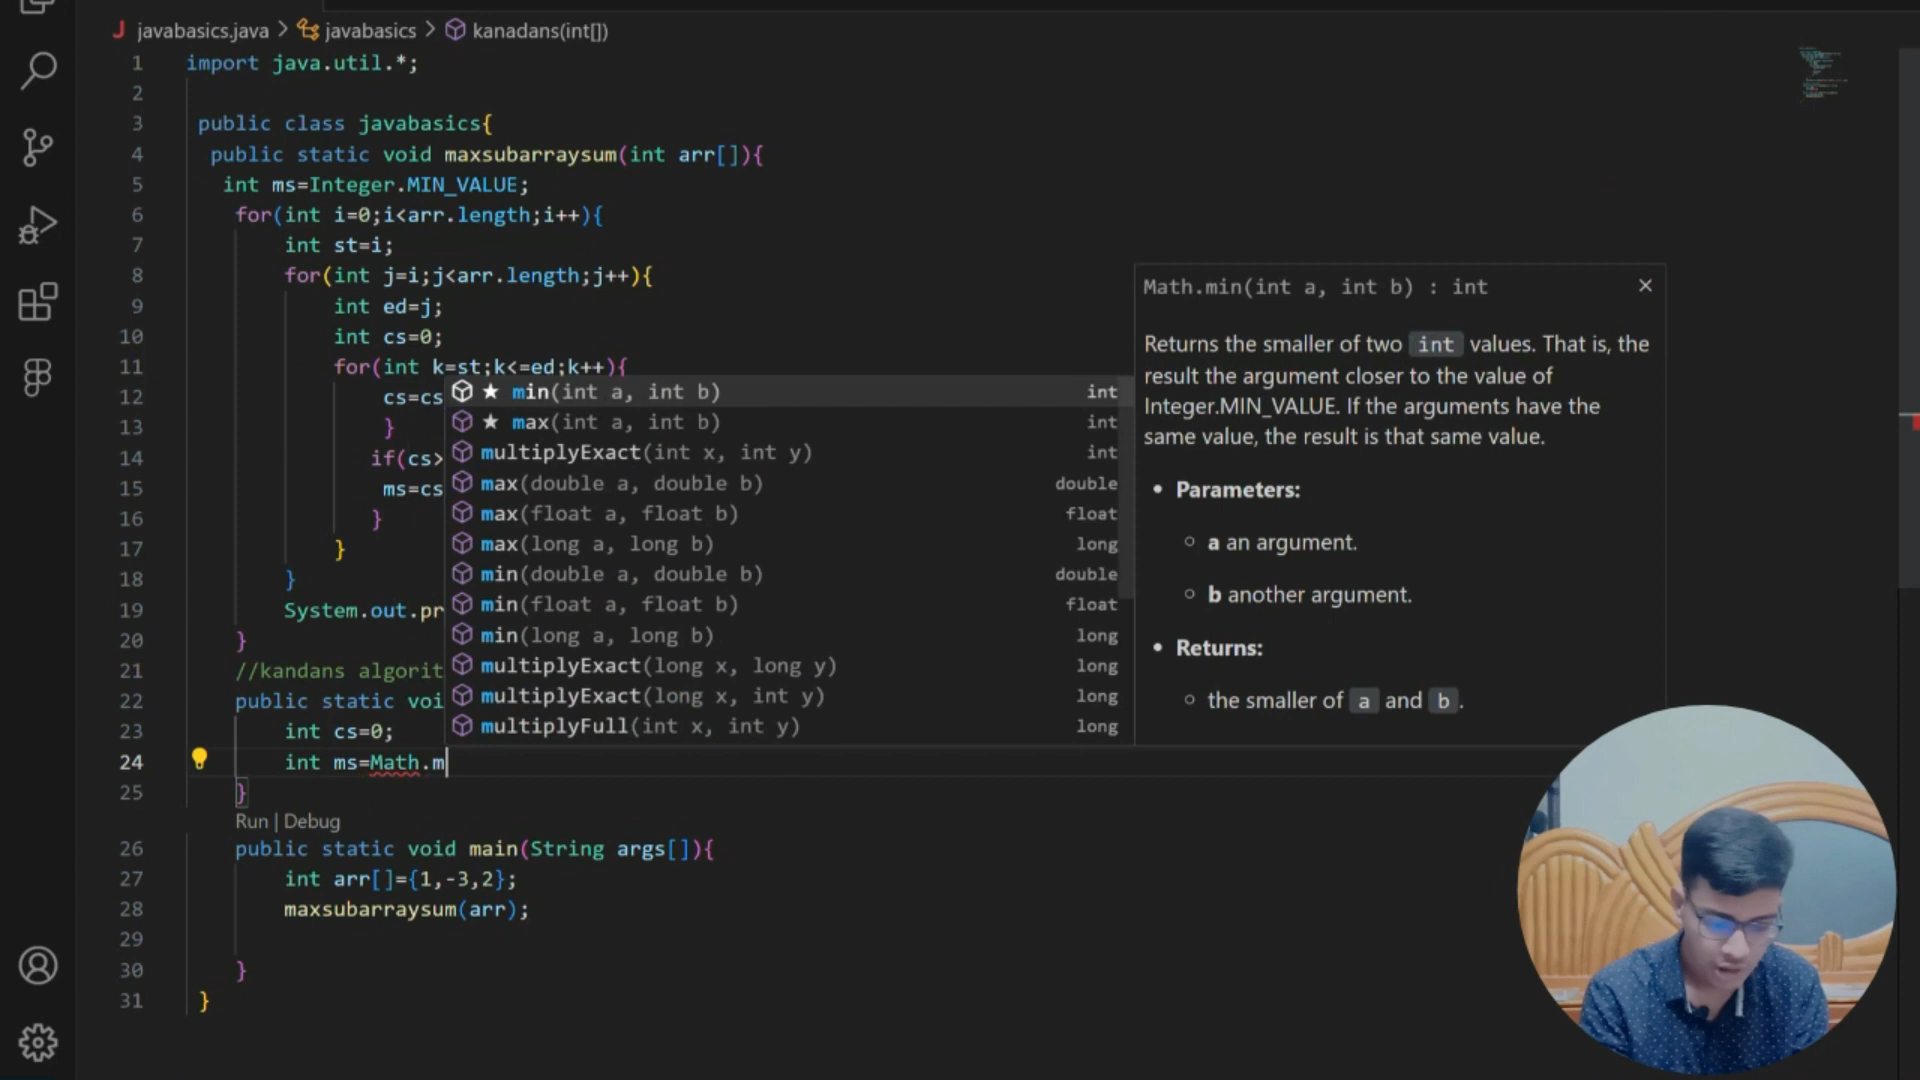 javabasics.java > javabasics > kanadans(int[])
1 import java.util.*;
2
3 public class javabasics{
4 public static void maxsubarraysum(int arr[]){
5 int ms=Integer.MIN_VALUE;
6 for(int i=0;i<arr.length;i++){
7 int st=i;
8 for(int j=i;j<arr.length;j++){
9 int ed=j;
10 int cs=0;
11 for(int k=st;k<=ed;k++){
12 cs=cs
13 }
14 if(cs>
15 ms=cs
16 }
17 }
18 }
19 System.out.pr
20 }
21 //kandans algorit
22 public static voi
23 int cs=0;
24 int ms=Math.m
25 }
Run | Debug
26 public static void main(String args[]){
27 int arr[]={1,-3,2};
28 maxsubarraysum(arr);
29
30 }
31 }
min(int a, int b) int
max(int a, int b) int
multiplyExact(int x, int y) int
max(double a, double b) double
max(float a, float b) float
max(long a, long b) long
min(double a, double b) double
min(float a, float b) float
min(long a, long b) long
multiplyExact(long x, long y) long
multiplyExact(long x, int y) long
multiplyFull(int x, int y) long
Math.min(int a, int b) : int
Returns the smaller of two int values. That is, the
result the argument closer to the value of
Integer.MIN_VALUE. If the arguments have the
same value, the result is that same value.
• Parameters:
○ a an argument.
○ b another argument.
• Returns:
○ the smaller of a and b.